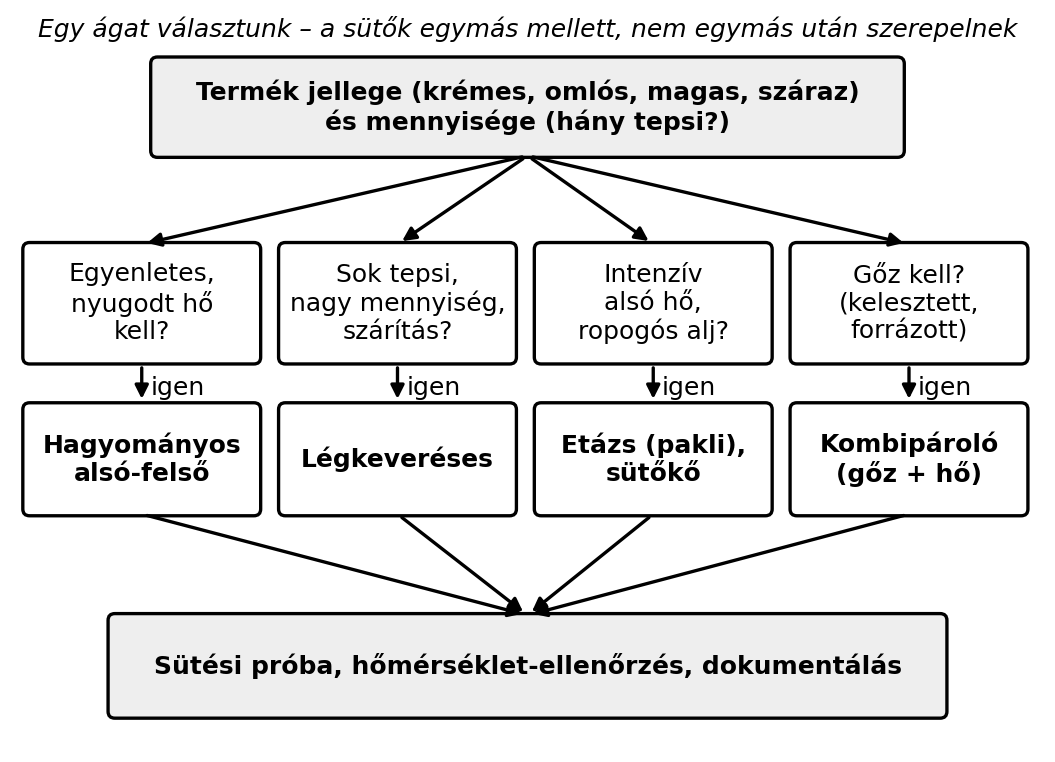 Egy ágat választunk – a sütők egymás mellett, nem egymás után szerepelnek
Termék jellege (krémes, omlós, magas, száraz)
és mennyisége (hány tepsi?)
Egyenletes,
nyugodt hő
kell?
Sok tepsi,
nagy mennyiség,
szárítás?
Intenzív
alsó hő,
ropogós alj?
Gőz kell?
(kelesztett,
forrázott)
igen
igen
igen
igen
Hagyományos
alsó-felső
Légkeveréses
Etázs (pakli),
sütőkő
Kombipároló
(gőz + hő)
Sütési próba, hőmérséklet-ellenőrzés, dokumentálás